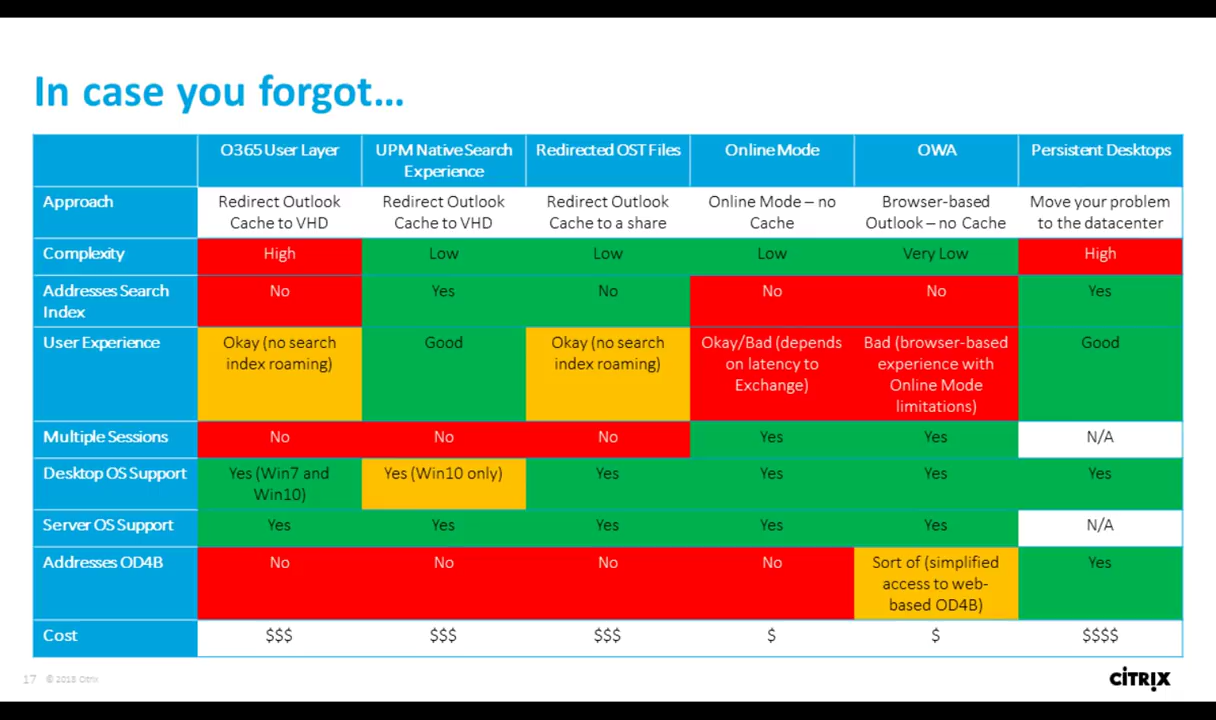 In case you forgot...
O365 User Layer
UPM Native Search
Experience
Redirected OST Files
Online Mode
OWA
Persistent Desktops
Approach
Redirect Outlook
Cache to VHD
Redirect Outlook
Cache to VHD
Redirect Outlook
Cache to a share
Online Mode – no
Cache
Browser-based
Outlook – no Cache
Move your problem
to the datacenter
Complexity
High
Low
Low
Low
Very Low
High
Addresses Search
Index
No
Yes
No
No
No
Yes
User Experience
Okay (no search
index roaming)
Good
Okay (no search
index roaming)
Okay/Bad (depends
on latency to
Exchange)
Bad (browser-based
experience with
Online Mode
limitations)
Good
Multiple Sessions
No
No
No
Yes
Yes
N/A
Desktop OS Support
Yes (Win7 and
Win10)
Yes (Win10 only)
Yes
Yes
Yes
Yes
Server OS Support
Yes
Yes
Yes
Yes
Yes
N/A
Addresses OD4B
No
No
No
No
Sort of (simplified
access to web-
based OD4B)
Yes
Cost
$$$
$$$
$$$
$
$
$$$$
17 © 2018 Citrix
CITRIX